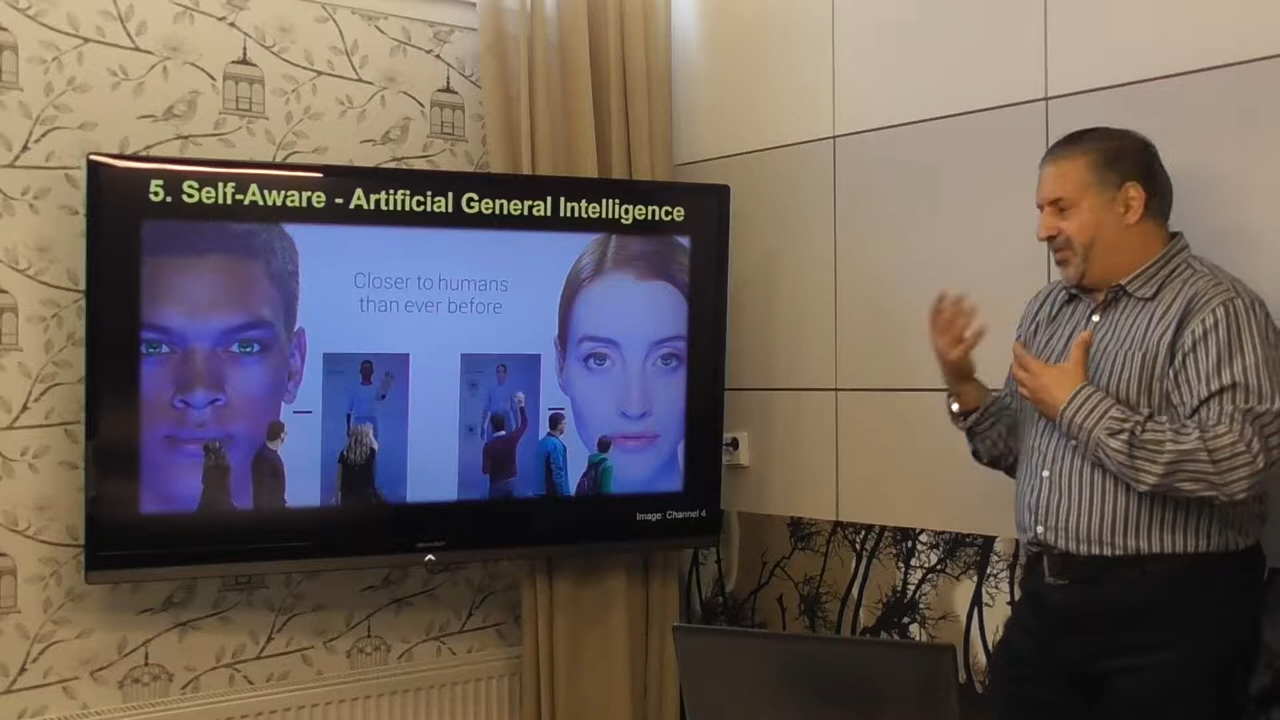 5. Self-Aware - Artificial General Intelligence
Closer to humans
than ever before
Image: Channel 4